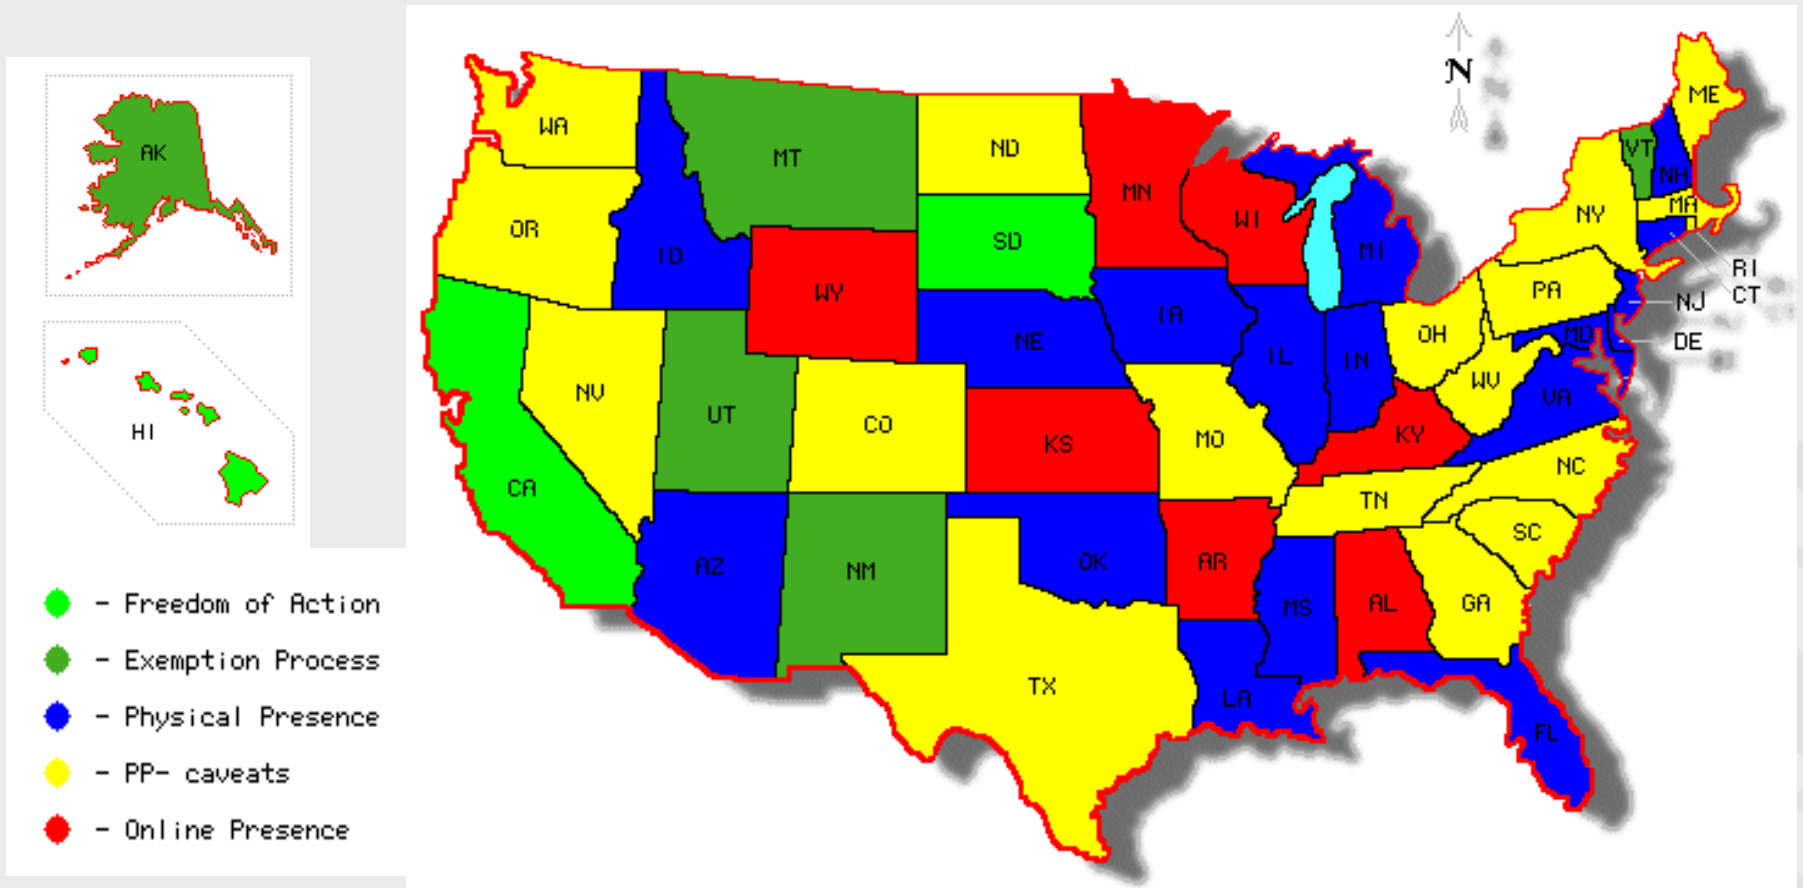 AK
HI
- Freedom of Action
- Exemption Process
- Physical Presence
- PP- caveats
- Online Presence
N
WA
MT
ND
MN
ME
VT
NH
MA
OR
ID
SD
WI
MI
NY
WY
RI
CT
PA
NJ
IA
NE
OH
MD
DE
IL
IN
NV
UT
CO
WV
VA
KS
MO
KY
NC
CA
TN
SC
AZ
NM
OK
AR
MS
AL
GA
TX
LA
FL